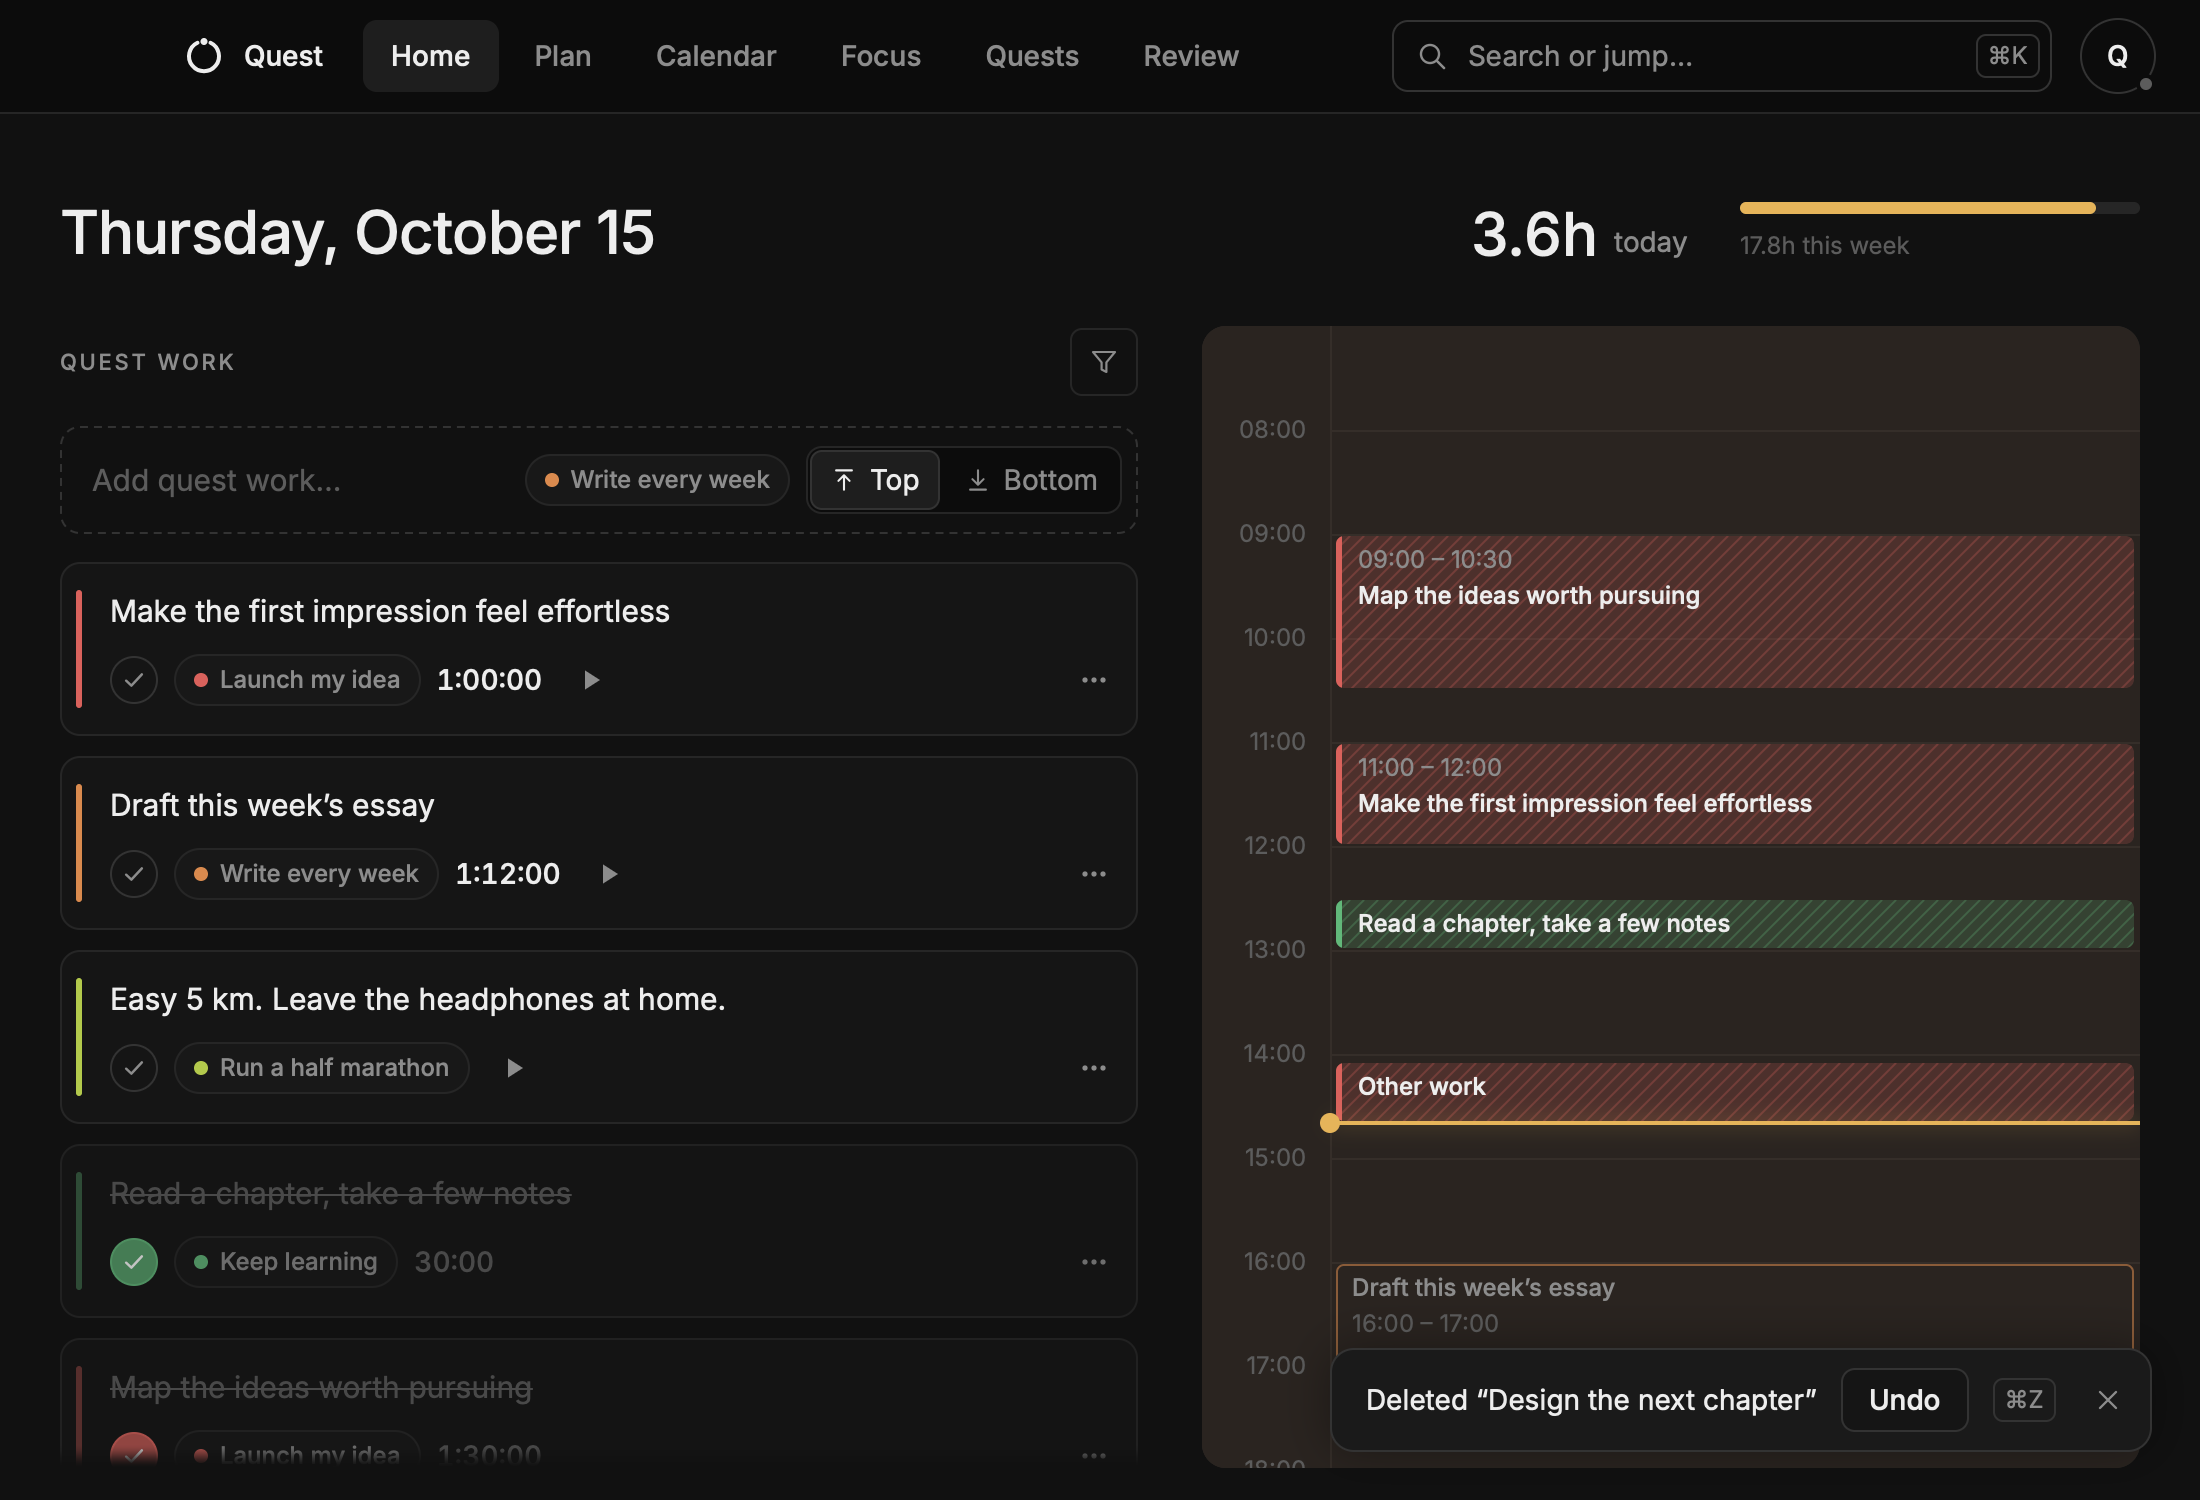 Quest
Home
Plan
Calendar
Focus
Quests
Review
Search or jump...
⌘K
Q
Thursday, October 15
3.6h today
17.8h this week
QUEST WORK
Add quest work...
Write every week
Top
Bottom
Make the first impression feel effortless
Launch my idea
1:00:00
Draft this week’s essay
Write every week
1:12:00
Easy 5 km. Leave the headphones at home.
Run a half marathon
Read a chapter, take a few notes
Keep learning
30:00
Map the ideas worth pursuing
Launch my idea
1:30:00
08:00
09:00
09:00 – 10:30
Map the ideas worth pursuing
10:00
11:00
11:00 – 12:00
Make the first impression feel effortless
12:00
Read a chapter, take a few notes
13:00
14:00
Other work
15:00
16:00
Draft this week’s essay
16:00 – 17:00
17:00
Deleted “Design the next chapter”
Undo
⌘Z
18:00